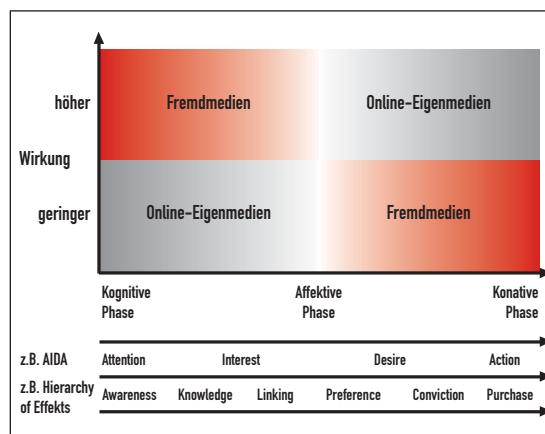 höher
Fremdmedien
Online-Eigenmedien
Wirkung
geringer
Online-Eigenmedien
Fremdmedien
Kognitive Phase
Affektive Phase
Konative Phase
z.B. AIDA
Attention Interest Desire Action
z.B. Hierarchy of Effekts
Awareness Knowledge Linking Preference Conviction Purchase